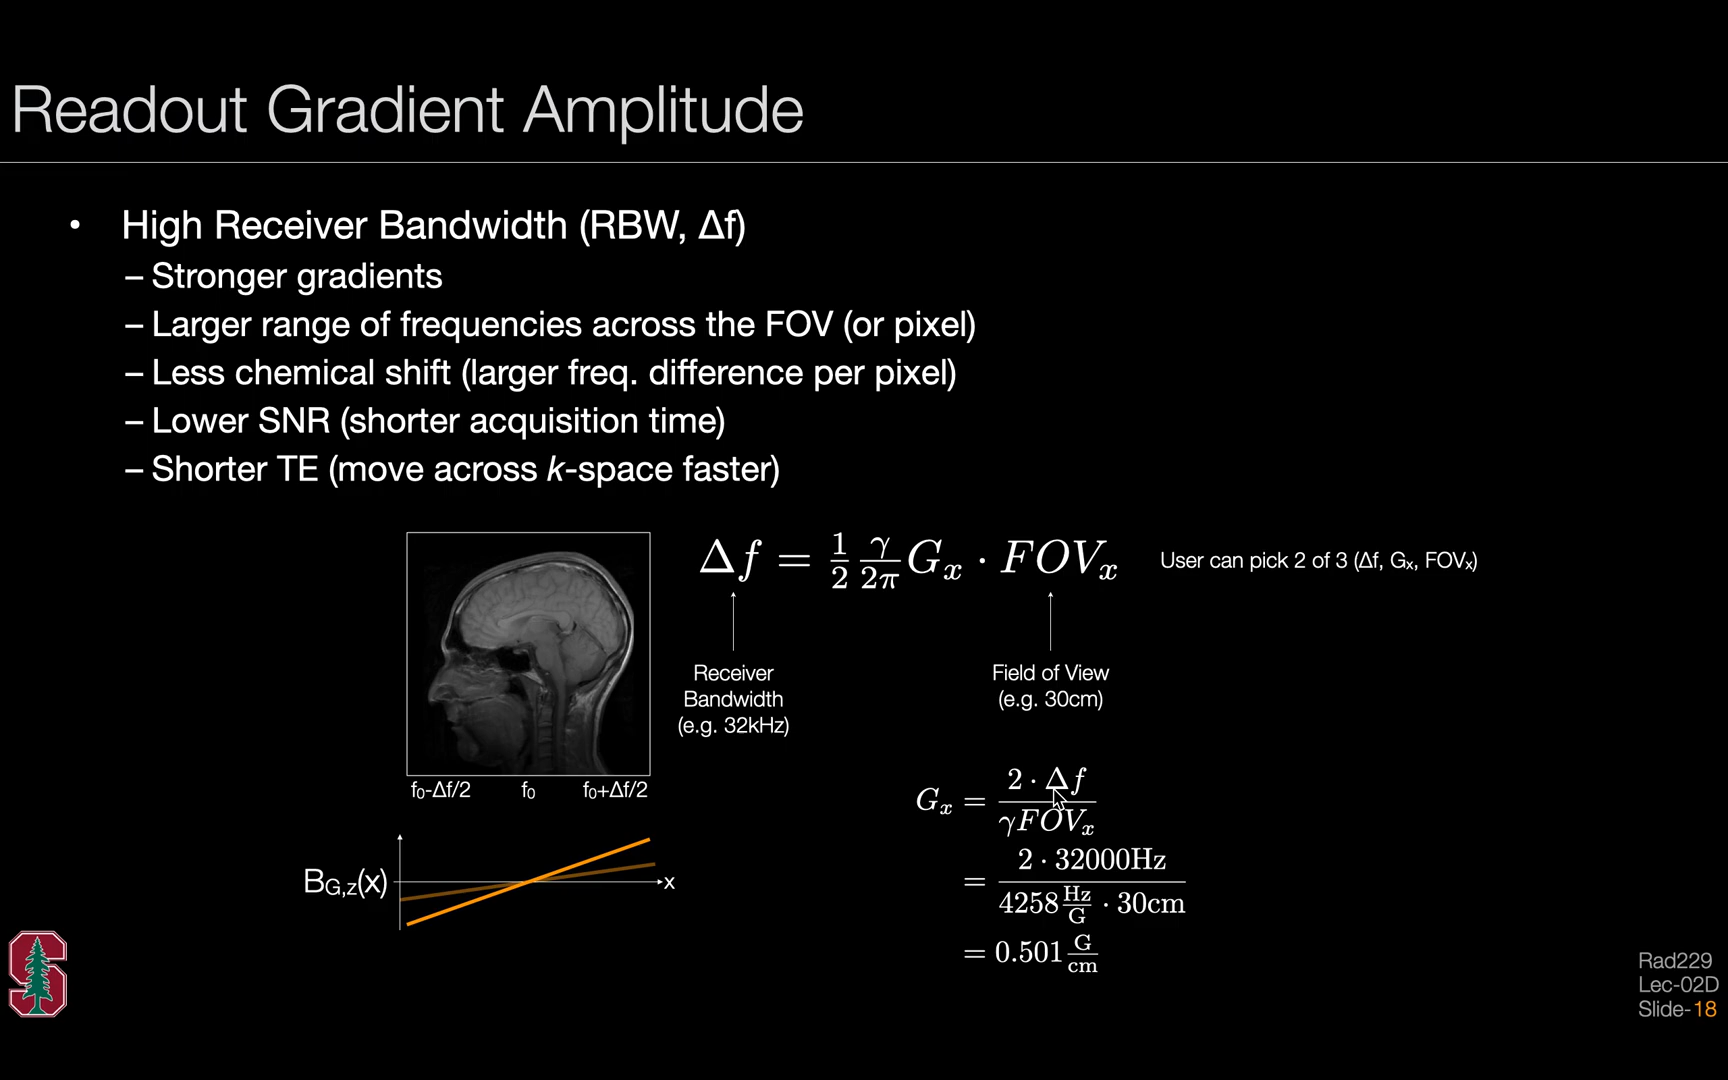 Readout Gradient Amplitude
• High Receiver Bandwidth (RBW, Δf)
– Stronger gradients
– Larger range of frequencies across the FOV (or pixel)
– Less chemical shift (larger freq. difference per pixel)
– Lower SNR (shorter acquisition time)
– Shorter TE (move across k-space faster)
Δf = 1/2 γ/2π Gₓ · FOVₓ
User can pick 2 of 3 (Δf, Gₓ, FOVₓ)
Receiver
Bandwidth
(e.g. 32kHz)
Field of View
(e.g. 30cm)
f₀-Δf/2 f₀ f₀+Δf/2
Gₓ = 2 · Δf / γFOVₓ
= 2 · 32000Hz / 4258 Hz/G · 30cm
= 0.501 G/cm
B_G,z(x)
x
S
Rad229
Lec-02D
Slide-18